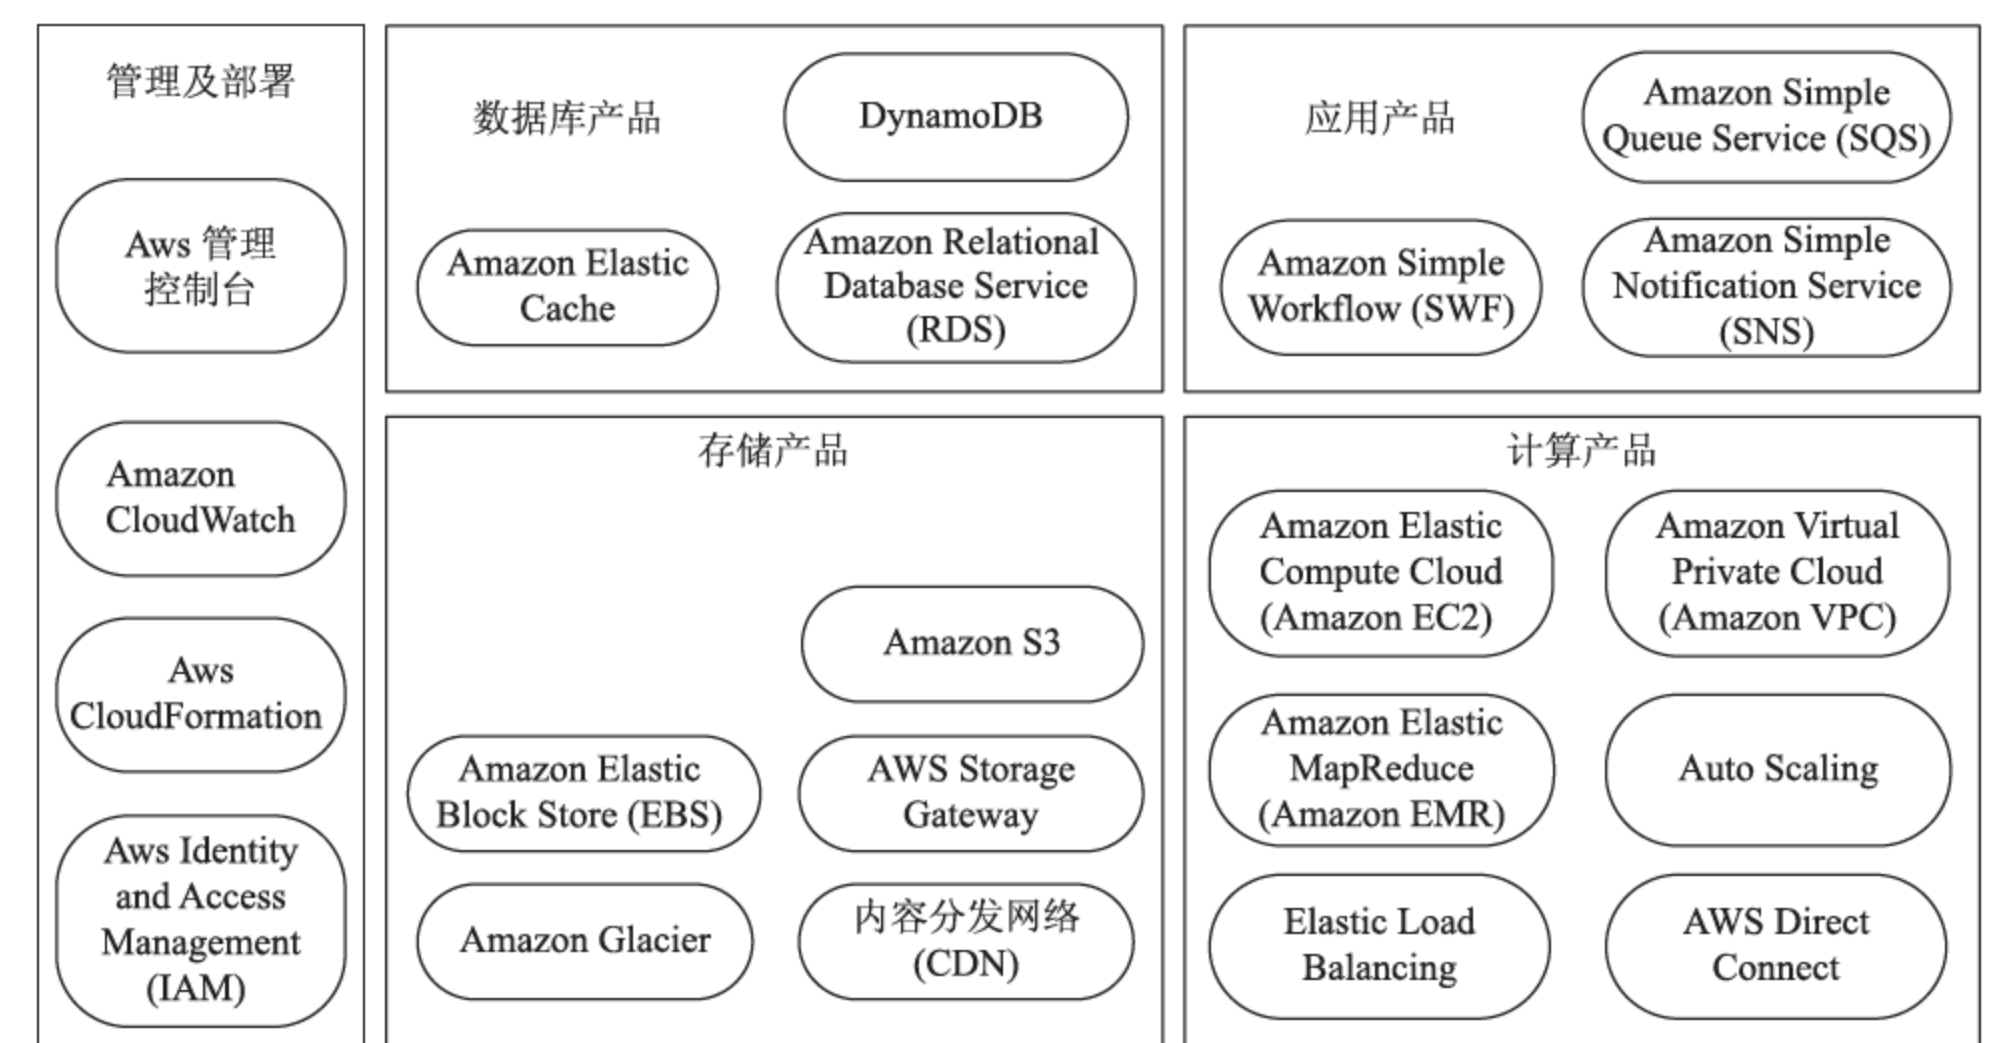 管理及部署
Aws 管理
控制台
Amazon
CloudWatch
Aws
CloudFormation
Aws Identity
and Access
Management
(IAM)
数据库产品
DynamoDB
Amazon Elastic
Cache
Amazon Relational
Database Service
(RDS)
应用产品
Amazon Simple
Queue Service (SQS)
Amazon Simple
Workflow (SWF)
Amazon Simple
Notification Service
(SNS)
存储产品
Amazon S3
Amazon Elastic
Block Store (EBS)
AWS Storage
Gateway
Amazon Glacier
内容分发网络
(CDN)
计算产品
Amazon Elastic
Compute Cloud
(Amazon EC2)
Amazon Virtual
Private Cloud
(Amazon VPC)
Amazon Elastic
MapReduce
(Amazon EMR)
Auto Scaling
Elastic Load
Balancing
AWS Direct
Connect